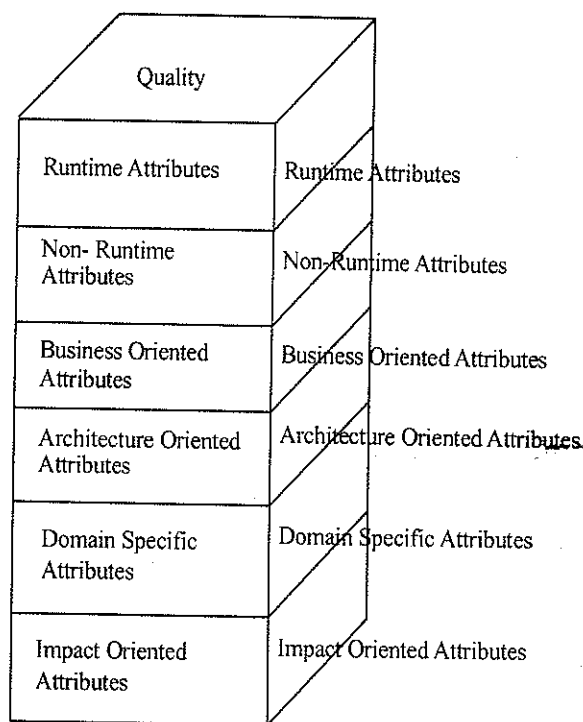 Quality
Runtime Attributes
Runtime Attributes
Non- Runtime
Attributes
Non-Runtime Attributes
Business Oriented
Attributes
Business Oriented Attributes
Architecture Oriented
Attributes
Architecture Oriented Attributes
Domain Specific
Attributes
Domain Specific Attributes
Impact Oriented
Attributes
Impact Oriented Attributes